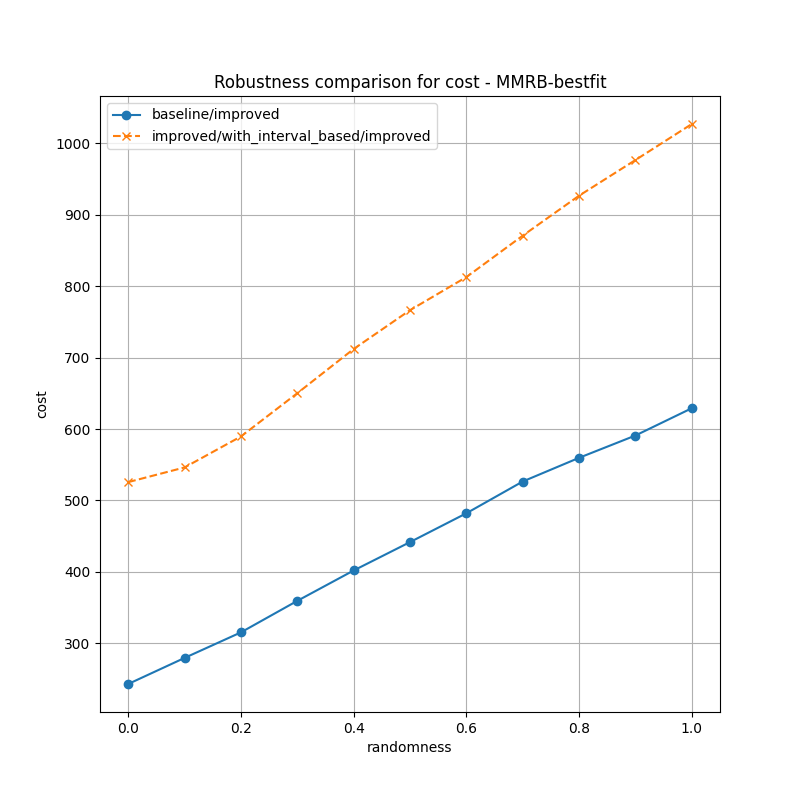 Robustness comparison for cost - MMRB-bestfit
baseline/improved
improved/with_interval_based/improved
1000
900
800
700
600
500
400
300
cost
0.0 0.2 0.4 0.6 0.8 1.0
randomness